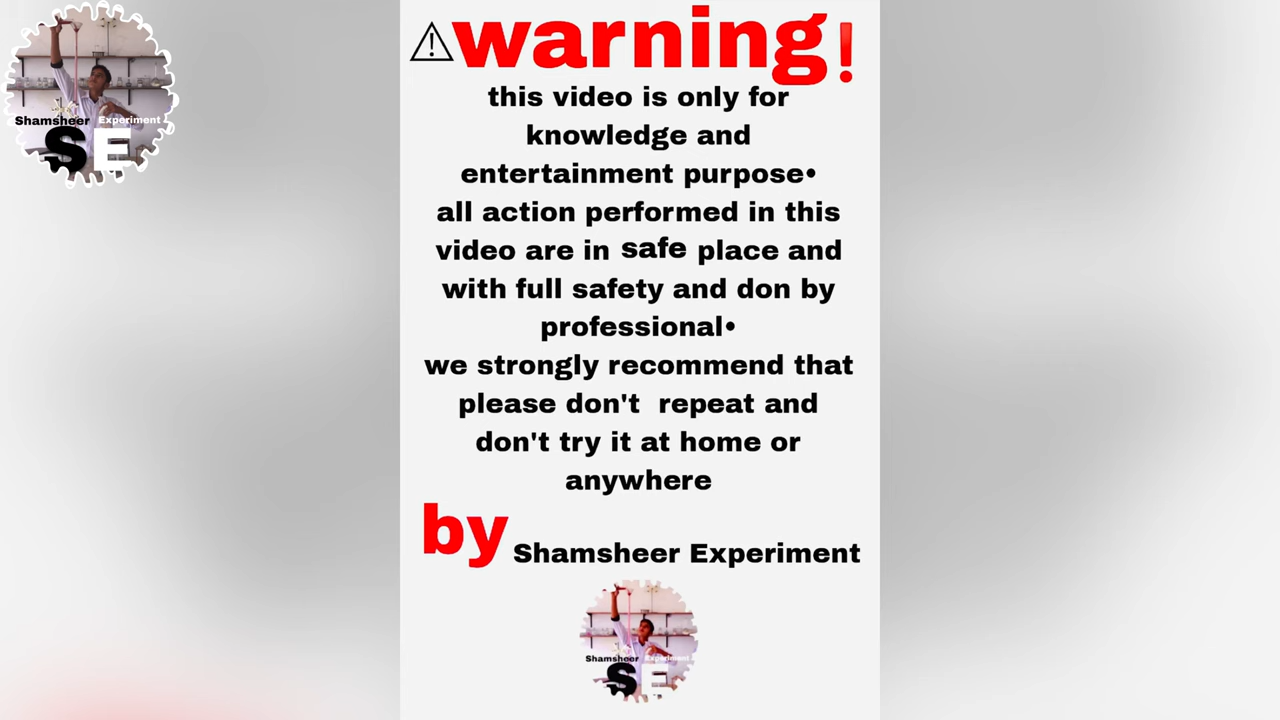 Shamsheer Experiment
SE
⚠warning❗
this video is only for
knowledge and
entertainment purpose•
all action performed in this
video are in safe place and
with full safety and don by
professional•
we strongly recommend that
please don't repeat and
don't try it at home or
anywhere
by Shamsheer Experiment
Shamsheer Experiment
SE